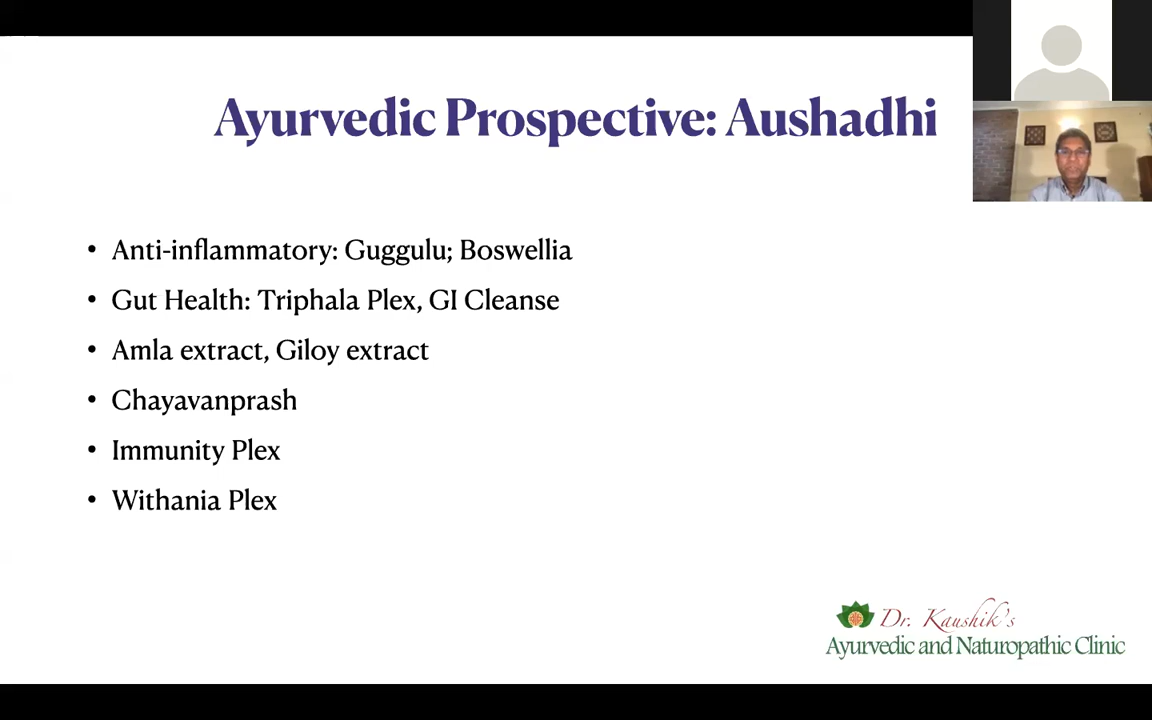 Ayurvedic Prospective: Aushadhi
• Anti-inflammatory: Guggulu; Boswellia
• Gut Health: Triphala Plex, GI Cleanse
• Amla extract, Giloy extract
• Chayavanprash
• Immunity Plex
• Withania Plex
Dr. Kaushik's
Ayurvedic and Naturopathic Clinic